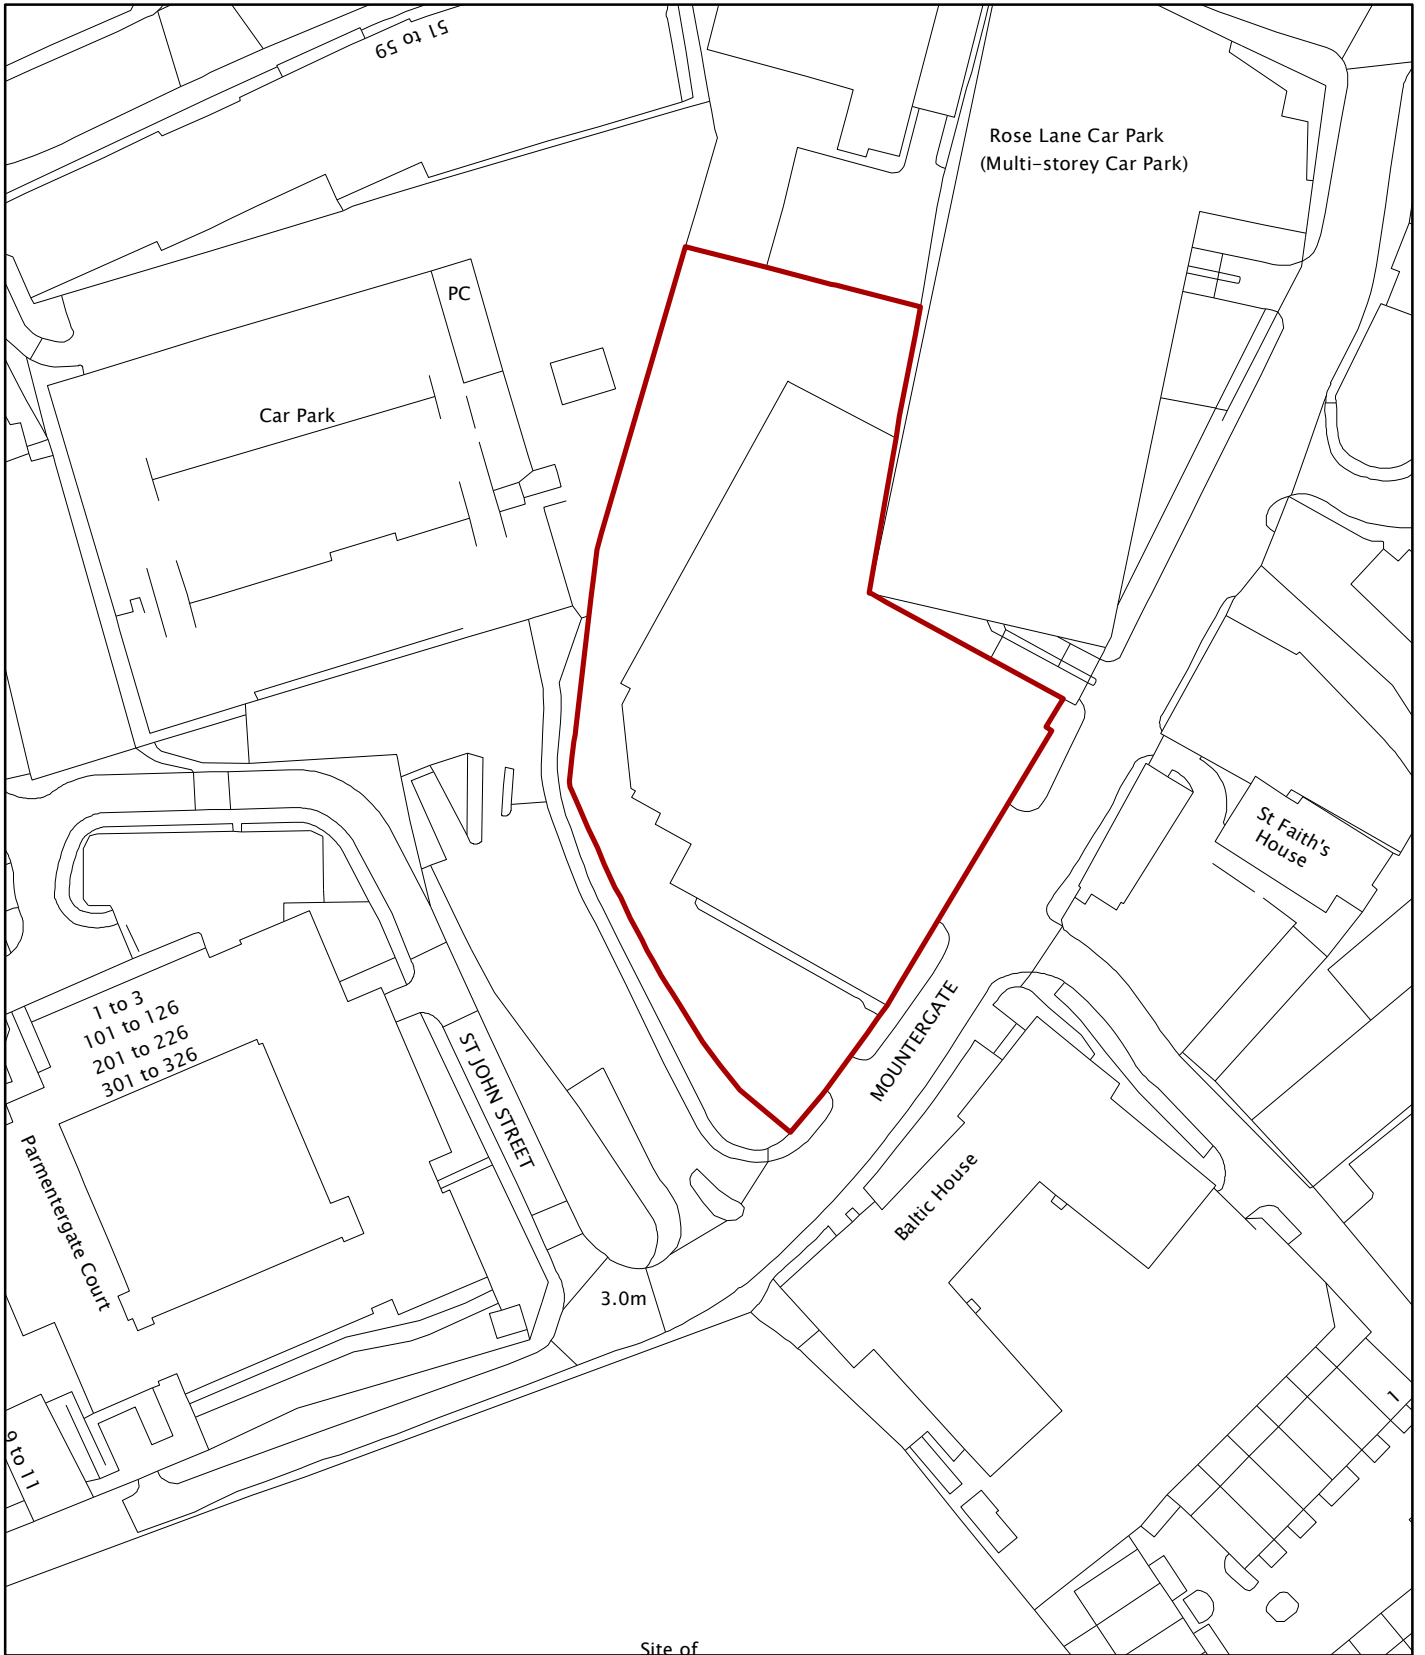 51 to 59
Rose Lane Car Park
(Multi-storey Car Park)
PC
Car Park
St Faith's
House
1 to 3
101 to 126
201 to 226
301 to 326
MOUNTERGATE
ST JOHN STREET
Parmentergate Court
Baltic House
3.0m
1
9 to 11
Site of